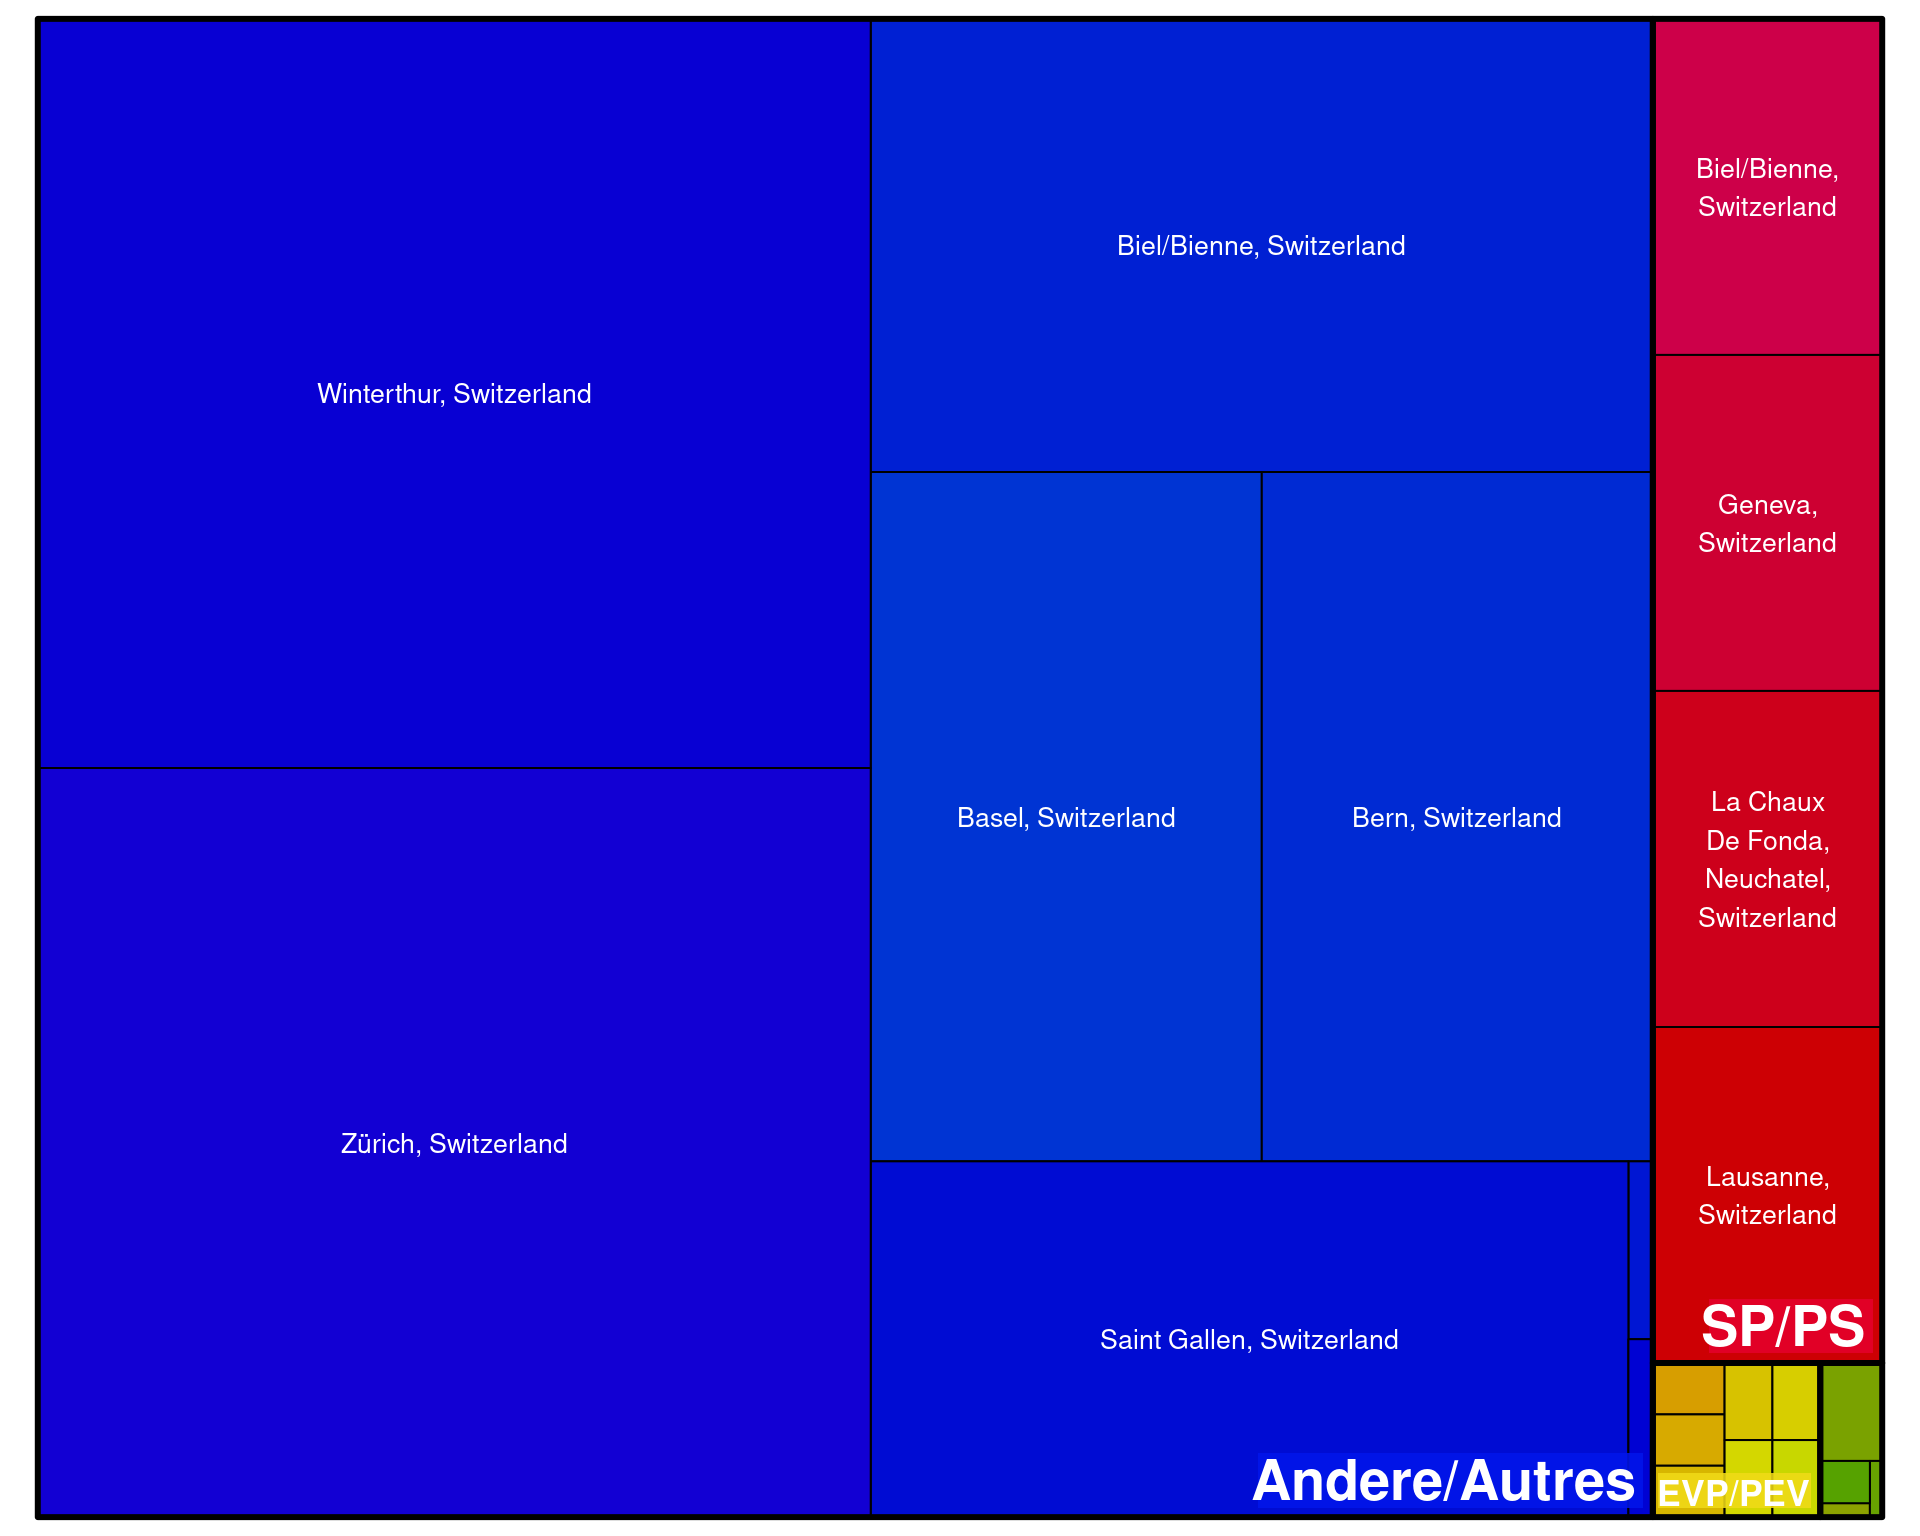 Winterthur, Switzerland
Zürich, Switzerland
Biel/Bienne, Switzerland
Basel, Switzerland
Bern, Switzerland
Saint Gallen, Switzerland
Andere/Autres
Biel/Bienne,
Switzerland
Geneva,
Switzerland
La Chaux
De Fonda,
Neuchatel,
Switzerland
Lausanne,
Switzerland
SP/PS
EVP/PEV